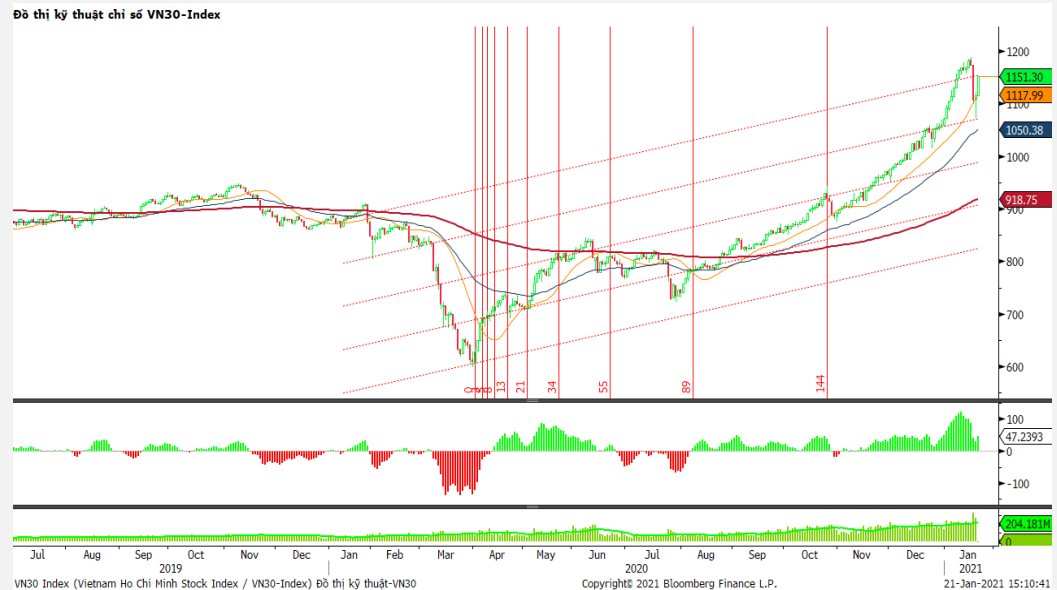 Đồ thị kỹ thuật chỉ số VN30-Index
1200
1151.30
1117.99
1100
1050.38
1000
918.75
900
800
700
600
0 8 13 21 34 55 89 144
100
47.2393
0
-100
204.181M
0
Jul Aug Sep Oct Nov Dec Jan Feb Mar Apr May Jun Jul Aug Sep Oct Nov Dec Jan
2019 2020 2021
VN30 Index (Vietnam Ho Chi Minh Stock Index / VN30-Index) Đồ thị kỹ thuật-VN30 Copyright© 2021 Bloomberg Finance L.P. 21-Jan-2021 15:10:41